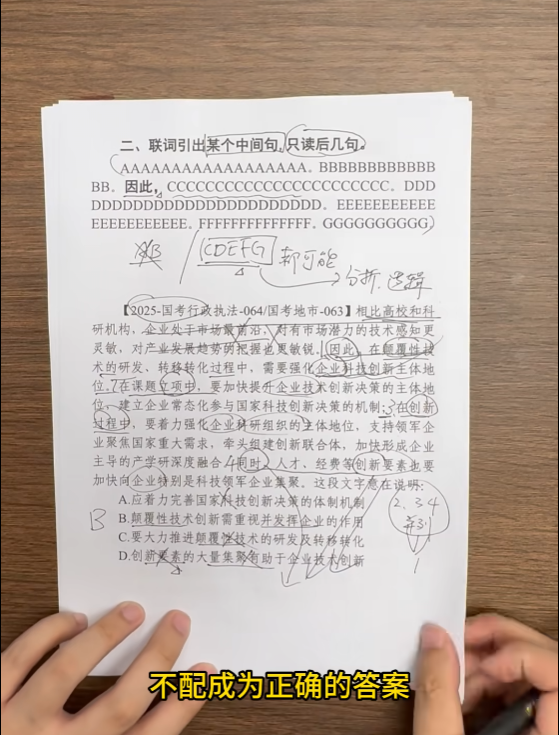 二、联词引出某个中间句,只读后几句。
AAAAAAAAAAAAAAAAAA。BBBBBBBBBBBBB
BB。因此,CCCCCCCCCCCCCCCCCCCCCC。DDD
DDDDDDDDDDDDDDDDDDDDDD。EEEEEEEEEEE
EEEEEEEEEEE。FFFFFFFFFFFFF。GGGGGGGGGG。
AB / CDEFG 都可能
分析.逻辑
【2025-国考行政执法-064/国考地市-063】相比高校和科
研机构,企业处于市场最前沿,对有市场潜力的技术感知更
灵敏,对产业发展趋势的把握也更敏锐。因此,在颠覆性技
术的研发、转移转化过程中,需要强化企业科技创新主体地
位。2在课题立项中,要加快提升企业技术创新决策的主体地
位,建立企业常态化参与国家科技创新决策的机制;3在创新
过程中,要着力强化企业科研组织的主体地位,支持领军企
业聚焦国家重大需求,牵头组建创新联合体,加快形成企业
主导的产学研深度融合;4同时,人才、经费等创新要素也要
加快向企业特别是科技领军企业聚集。这段文字意在说明:
A.应着力完善国家科技创新决策的体制机制
B B.颠覆性技术创新需重视并发挥企业的作用
C.要大力推进颠覆性技术的研发及转移转化
D.创新要素的大量集聚有助于企业技术创新
2、3 4
1
不配成为正确的答案